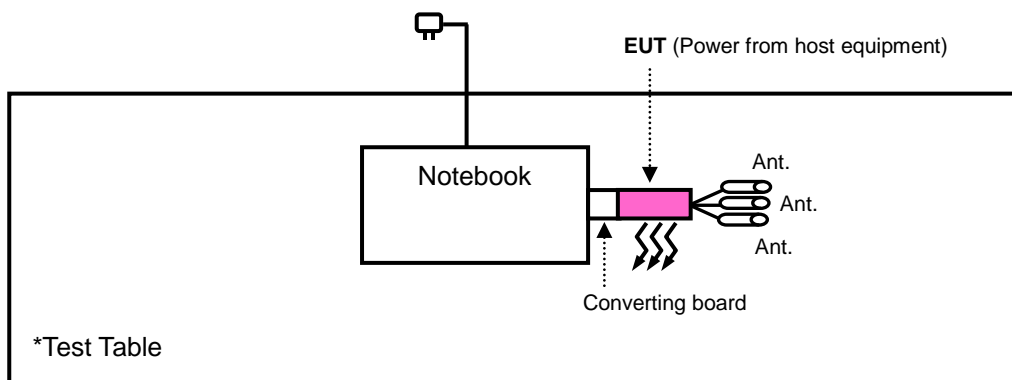 EUT (Power from host equipment)
Notebook
Ant.
Ant.
Ant.
Converting board
*Test Table